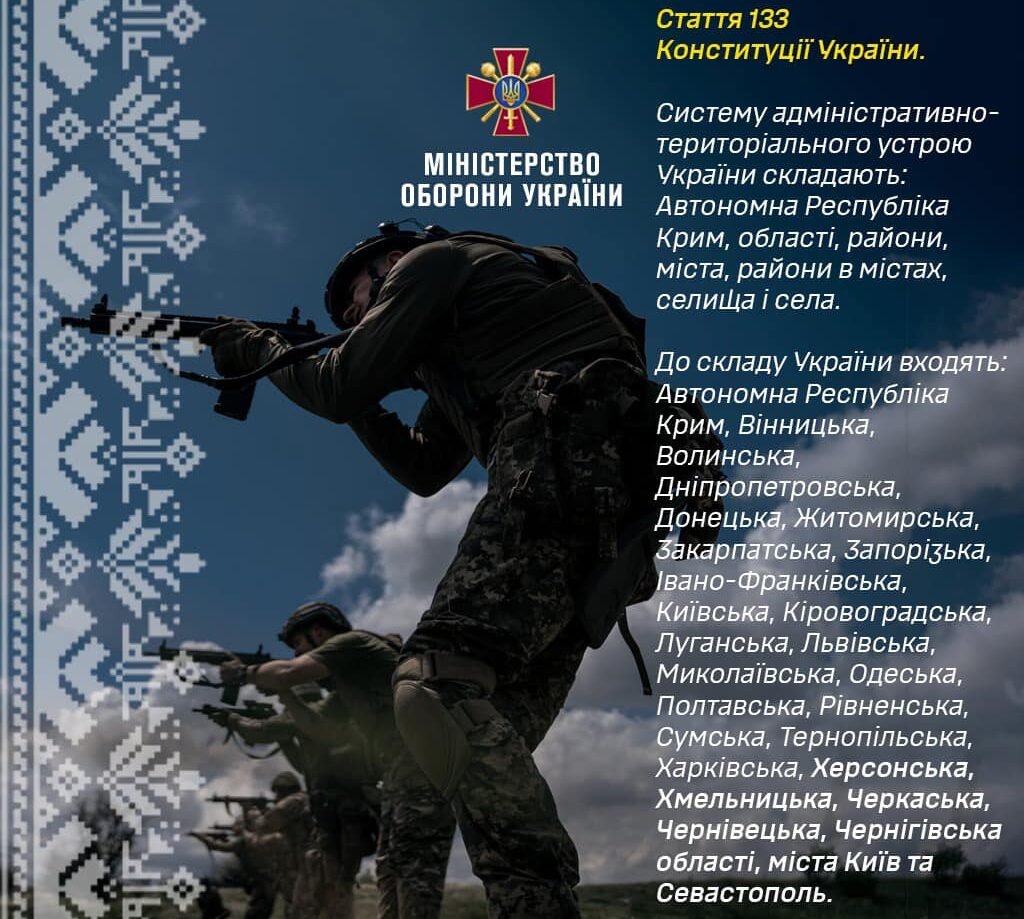 МІНІСТЕРСТВО
ОБОРОНИ УКРАЇНИ
Стаття 133
Конституції України.
Систему адміністративно-
територіального устрою
України складають:
Автономна Республіка
Крим, області, райони,
міста, райони в містах,
селища і села.
До складу України входять:
Автономна Республіка
Крим, Вінницька,
Волинська,
Дніпропетровська,
Донецька, Житомирська,
Закарпатська, Запорізька,
Івано-Франківська,
Київська, Кіровоградська,
Луганська, Львівська,
Миколаївська, Одеська,
Полтавська, Рівненська,
Сумська, Тернопільська,
Харківська, Херсонська,
Хмельницька, Черкаська,
Чернівецька, Чернігівська
області, міста Київ та
Севастополь.